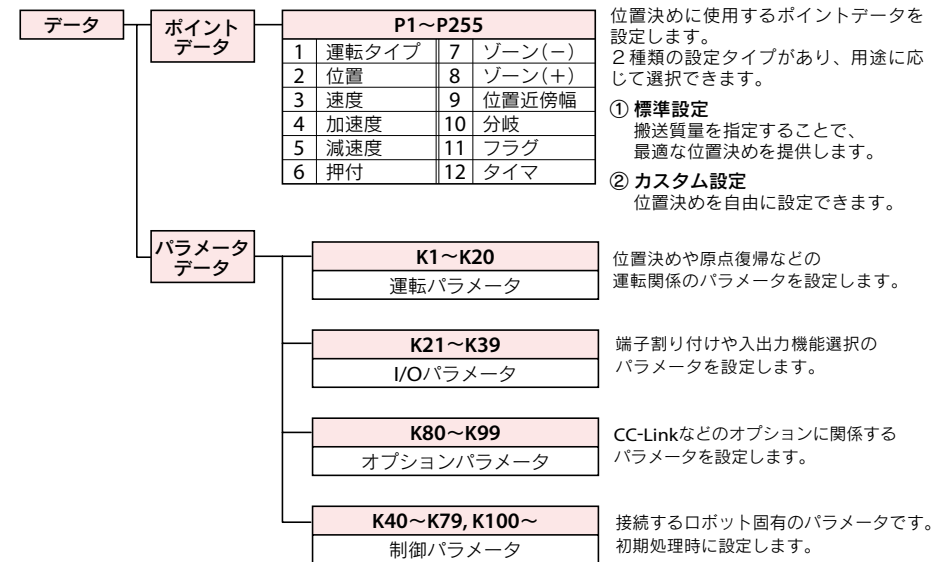 データ
ポイント
データ
P1～P255
1 運転タイプ 7 ゾーン(－)
2 位置 8 ゾーン(＋)
3 速度 9 位置近傍幅
4 加速度 10 分岐
5 減速度 11 フラグ
6 押付 12 タイマ
位置決めに使用するポイントデータを
設定します。
２種類の設定タイプがあり、用途に応
じて選択できます。
① 標準設定
搬送質量を指定することで、
最適な位置決めを提供します。
② カスタム設定
位置決めを自由に設定できます。
パラメータ
データ
K1～K20
運転パラメータ
位置決めや原点復帰などの
運転関係のパラメータを設定します。
K21～K39
I/Oパラメータ
端子割り付けや入出力機能選択の
パラメータを設定します。
K80～K99
オプションパラメータ
CC-Linkなどのオプションに関係する
パラメータを設定します。
K40～K79, K100～
制御パラメータ
接続するロボット固有のパラメータです。
初期処理時に設定します。